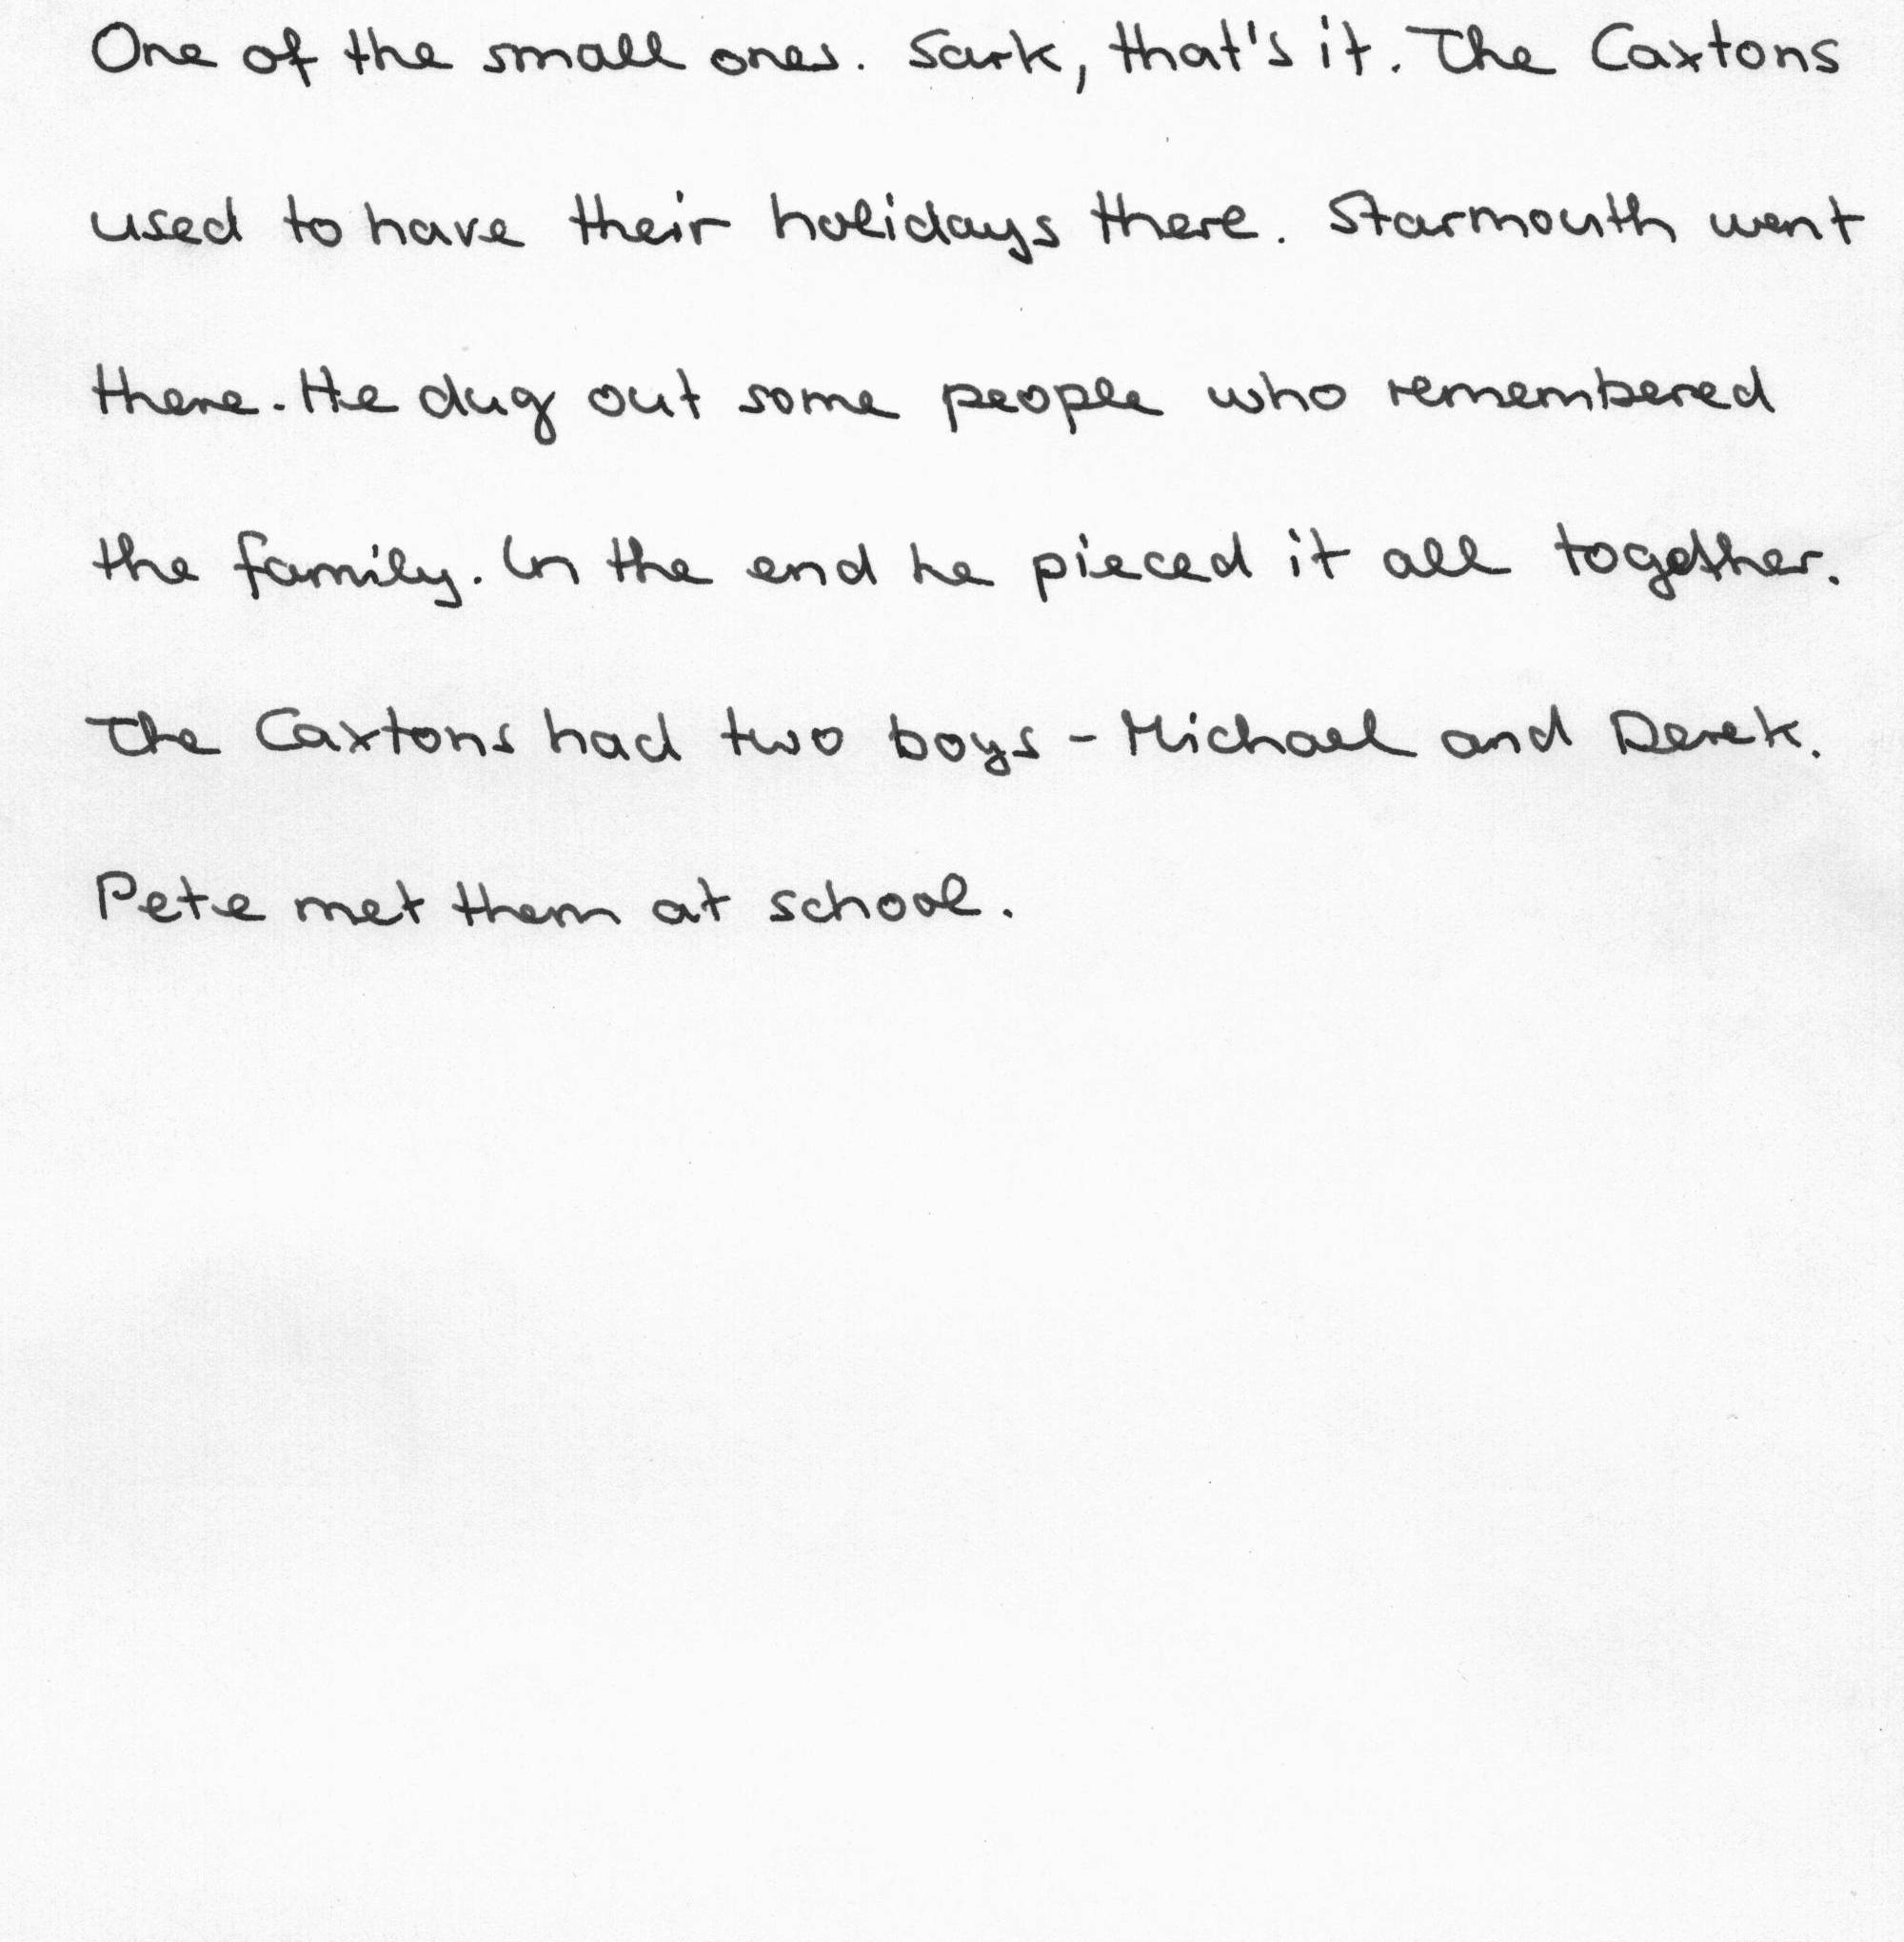 One of the small ones. Sark, that's it. The Caxtons
used to have their holidays there. Starmouth went
there. He dug out some people who remembered
the family. In the end he pieced it all together.
The Caxtons had two boys - Michael and Derek.
Pete met them at school.